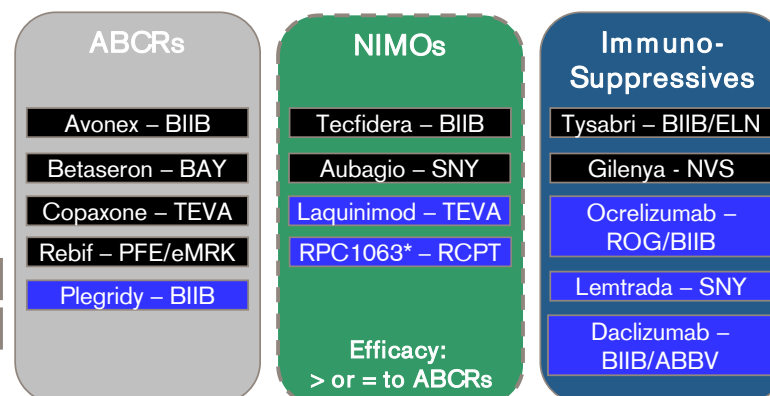 ABCRs
Avonex – BIIB
Betaseron – BAY
Copaxone – TEVA
Rebif – PFE/eMRK
Plegridy – BIIB
NIMOs
Tecfidera – BIIB
Aubagio – SNY
Laquinimod – TEVA
RPC1063* – RCPT
Efficacy:
> or = to ABCRs
Immuno-
Suppressives
Tysabri – BIIB/ELN
Gilenya - NVS
Ocrelizumab –
ROG/BIIB
Lemtrada – SNY
Daclizumab –
BIIB/ABBV